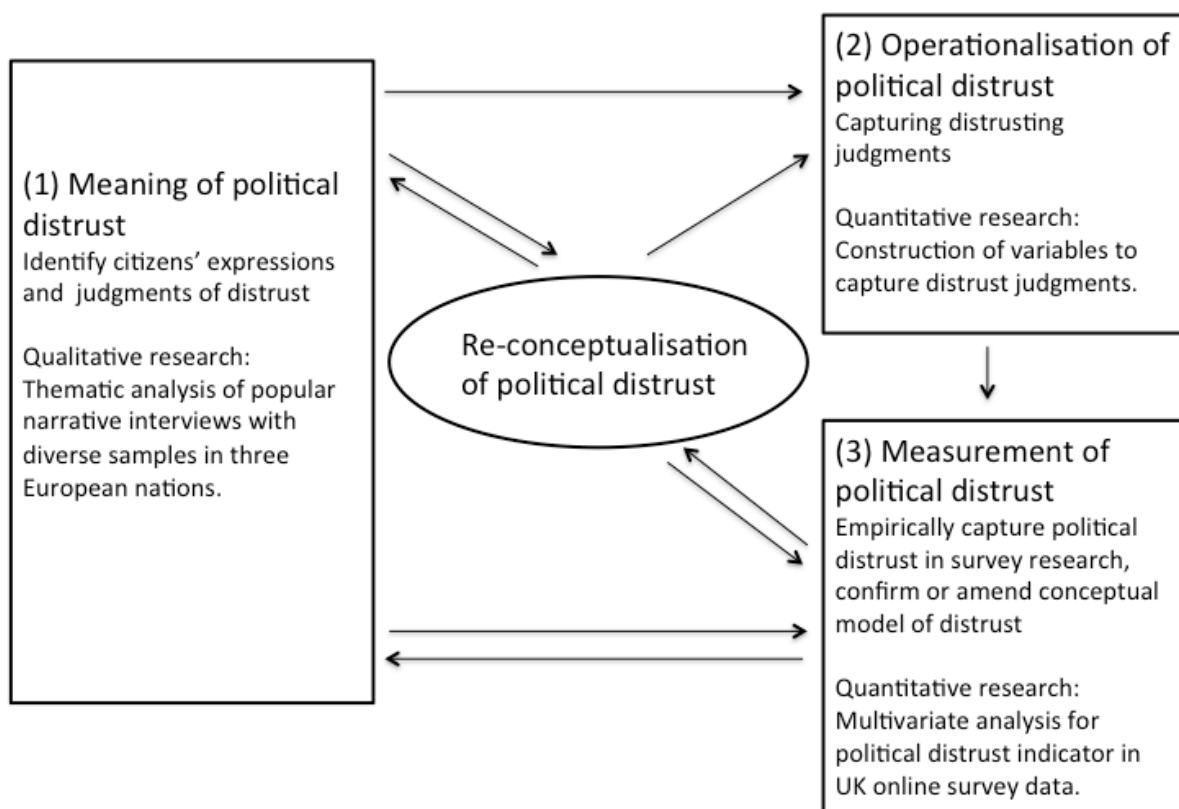 (1) Meaning of political
distrust
Identify citizens’ expressions
and judgments of distrust
Qualitative research:
Thematic analysis of popular
narrative interviews with
diverse samples in three
European nations.
Re-conceptualisation
of political distrust
(2) Operationalisation of
political distrust
Capturing distrusting
judgments
Quantitative research:
Construction of variables to
capture distrust judgments.
(3) Measurement of
political distrust
Empirically capture political
distrust in survey research,
confirm or amend conceptual
model of distrust
Quantitative research:
Multivariate analysis for
political distrust indicator in
UK online survey data.